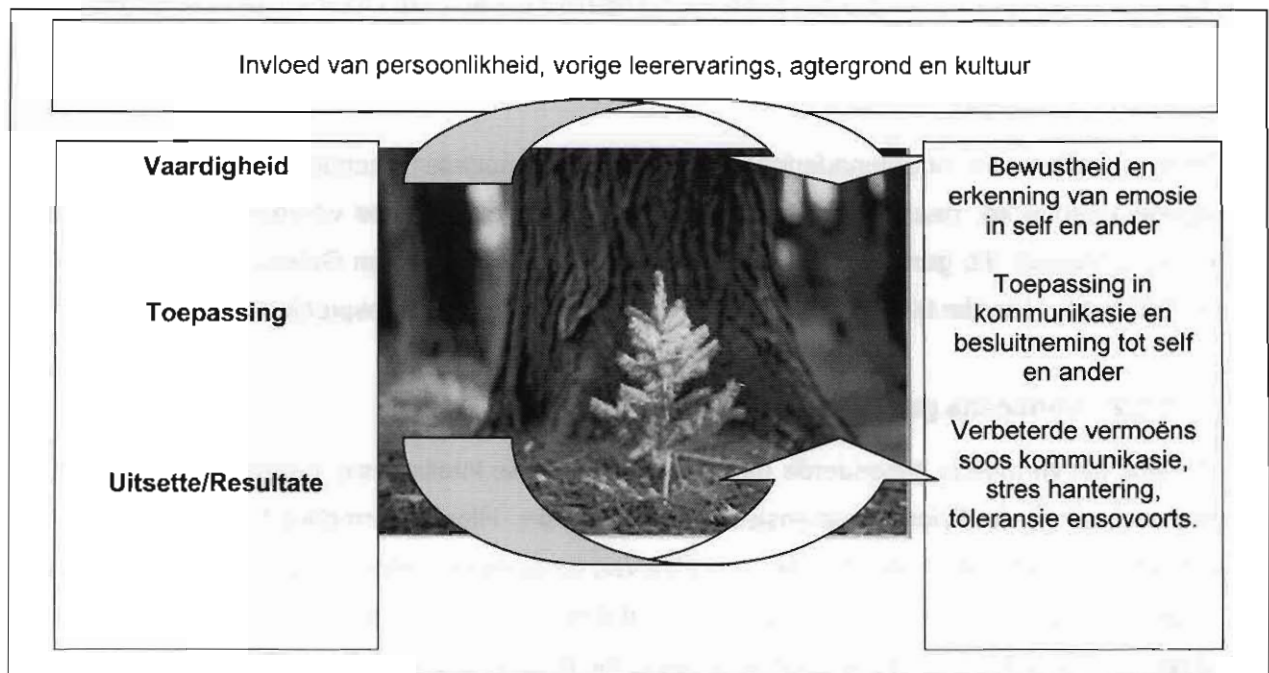 Invloed van persoonlikheid, vorige leerervarings, agtergrond en kultuur
Vaardigheid
Toepassing
Uitsette/Resultate
Bewustheid en
erkenning van emosie
in self en ander
Toepassing in
kommunikasie en
besluitneming tot self
en ander
Verbeterde vermoëns
soos kommunikasie,
stres hantering,
toleransie ensovoorts.